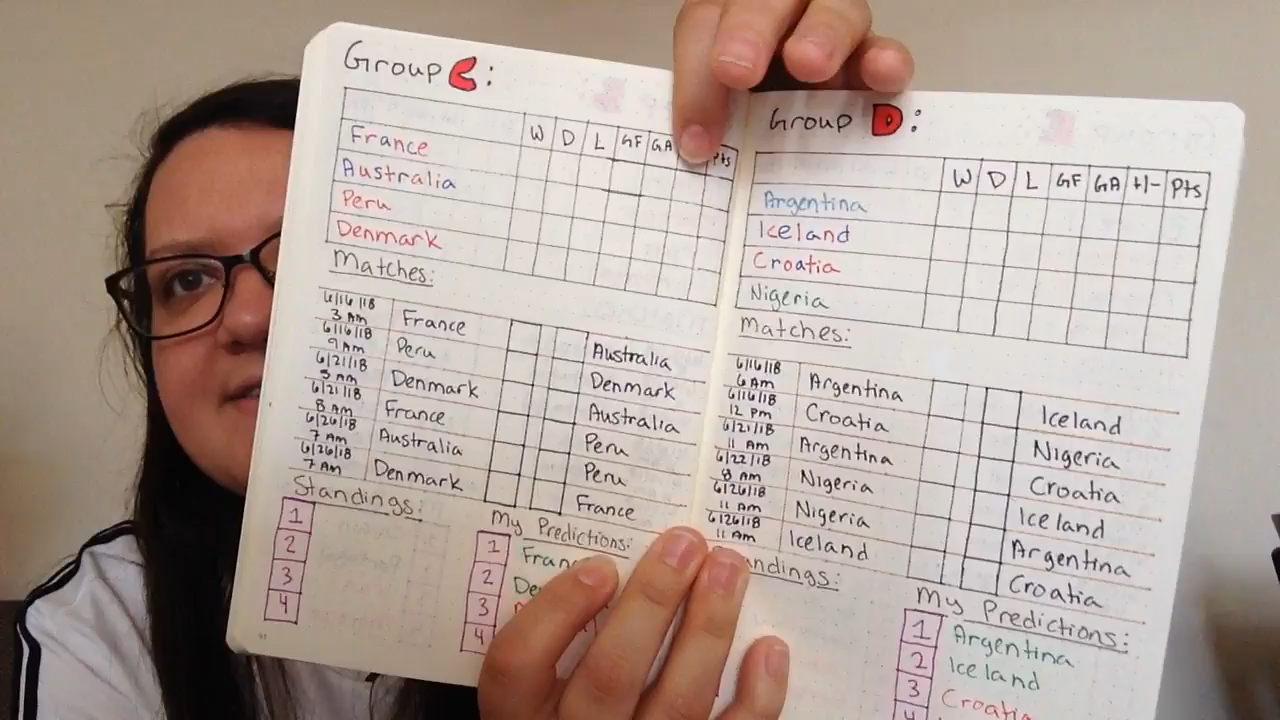 Group C:
W D L GF GA Pts
France
Australia
Peru
Denmark
Matches:
6/16/18 3 AM France Australia
6/16/18 9 AM Peru Denmark
6/21/18 5 AM Denmark Australia
6/21/18 8 AM France Peru
6/26/18 7 AM Australia Peru
6/26/18 7 AM Denmark France
Standings:
1
2
3
4
My Predictions:
1
2
3
4
Group D:
W D L GF GA +/- Pts
Argentina
Iceland
Croatia
Nigeria
Matches:
6/16/18 6 AM Argentina Iceland
6/16/18 12 PM Croatia Nigeria
6/21/18 11 AM Argentina Croatia
6/22/18 8 AM Nigeria Iceland
6/26/18 11 AM Nigeria Argentina
6/26/18 11 AM Iceland Croatia
My Predictions:
1 Argentina
2 Iceland
3 Croatia
4